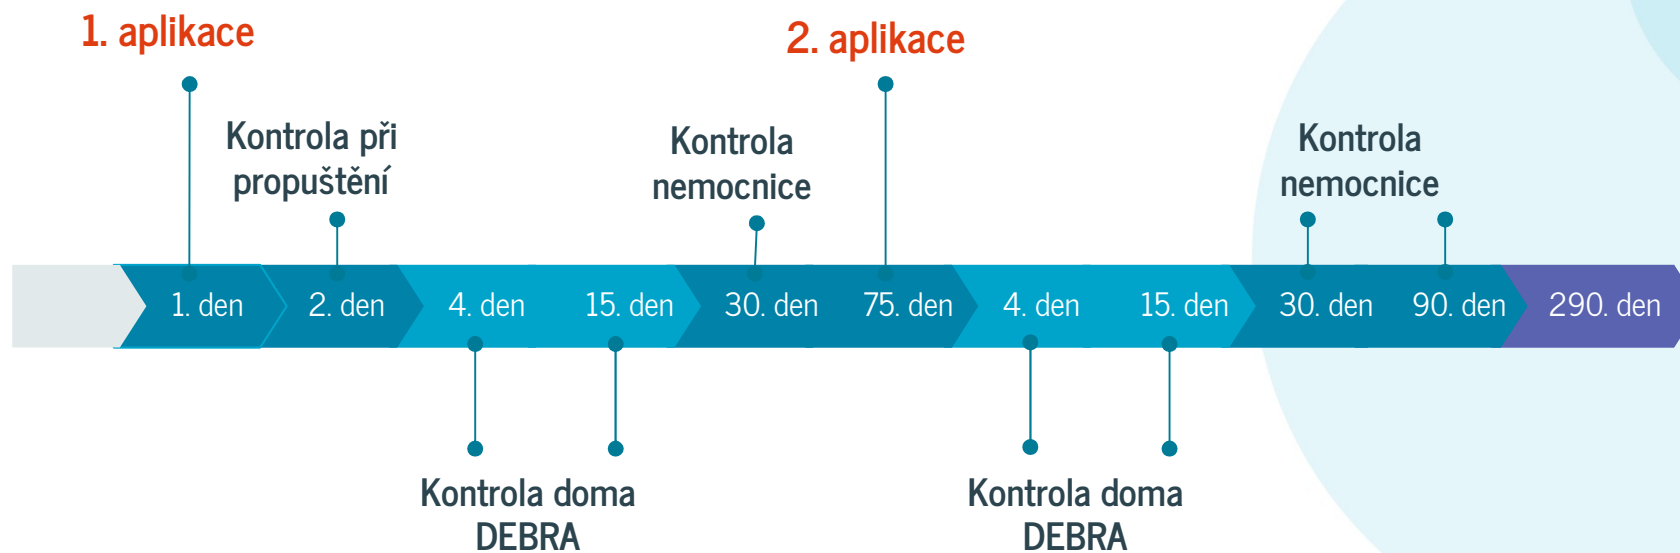 1. aplikace
2. aplikace
Kontrola při
propuštění
Kontrola
nemocnice
Kontrola
nemocnice
1. den
2. den
4. den
15. den
30. den
75. den
4. den
15. den
30. den
90. den
290. den
Kontrola doma
DEBRA
Kontrola doma
DEBRA